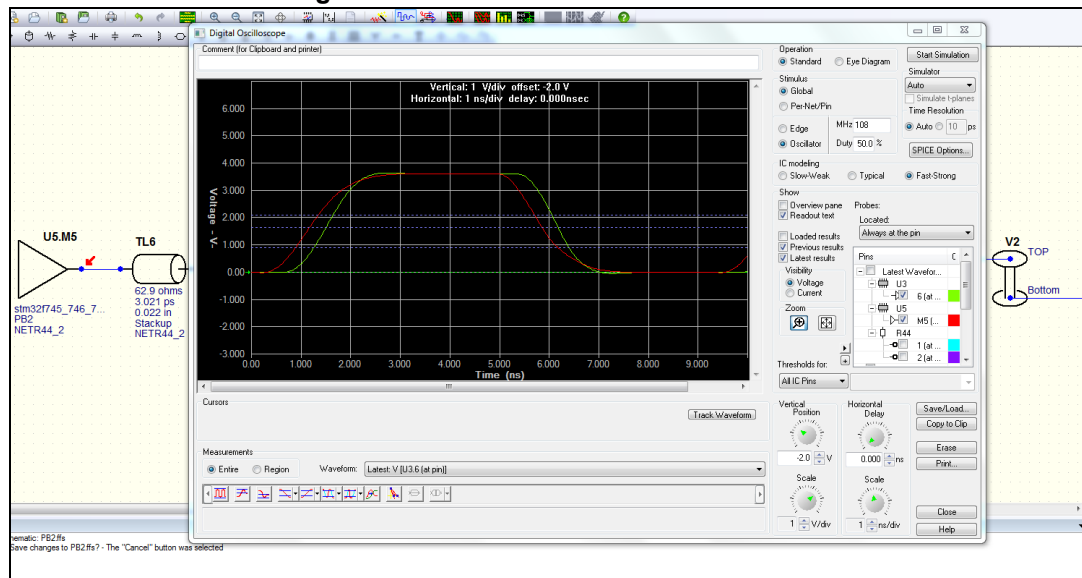 Digital Oscilloscope
Comment (for Clipboard and printer)
Vertical: 1 V/div offset: -2.0 V
Horizontal: 1 ns/div delay: 0.000nsec
6.000
5.000
4.000
3.000
2.000
1.000
0.00
-1.000
-2.000
-3.000
Voltage - V-
0.00 1.000 2.000 3.000 4.000 5.000 6.000 7.000 8.000 9.000
Time (ns)
Cursors
Track Waveform
Measurements
Entire Region Waveform: Latest: V [U3.6 (at pin)]
Operation
Standard Eye Diagram
Start Simulation
Stimulus
Global
Per-Net/Pin
Edge MHz 108
Oscillator Duty 50.0 %
Simulator
Auto
Simulate t-planes
Time Resolution
Auto 10 ps
SPICE Options...
IC modeling
Slow-Weak Typical Fast-Strong
Show
Overview pane
Readout text
Loaded results
Previous results
Latest results
Visibility
Voltage
Current
Zoom
Probes:
Located:
Always at the pin
Pins C
Latest Wavefor...
U3
6 (at ...
U5
M5 (...
R44
1 (at ...
2 (at ...
Thresholds for:
All IC Pins
Vertical
Position
-2.0 V
Scale
1 V/div
Horizontal
Delay
0.000 ns
Scale
1 ns/div
Save/Load...
Copy to Clip
Erase
Print...
Close
Help
U5.M5
stm32f745_746_7...
PB2
NETR44_2
TL6
62.9 ohms
3.021 ps
0.022 in
Stackup
NETR44_2
V2
TOP
Bottom
ematic: PB2.ffs
Save changes to PB2.ffs? - The "Cancel" button was selected